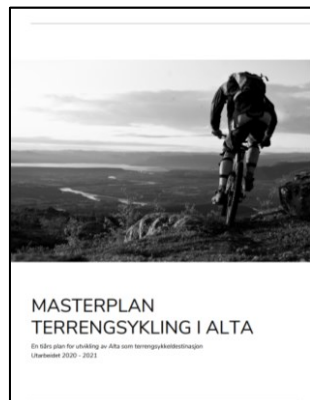 MASTERPLAN
TERRENGSYKLING I ALTA
En tiårs plan for utvikling av Alta som terrengsykkeldestinasjon
Utarbeidet 2020 - 2021